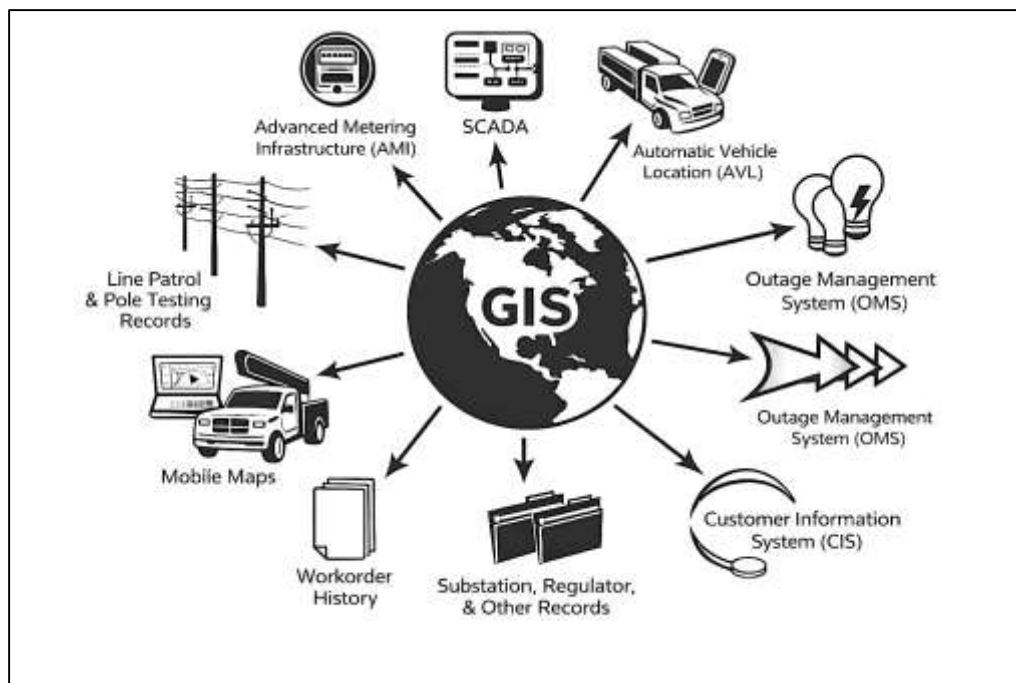 Advanced Metering
Infrastructure (AMI)
SCADA
Automatic Vehicle
Location (AVL)
Line Patrol
& Pole Testing
Records
GIS
Outage Management
System (OMS)
Outage Management
System (OMS)
Mobile Maps
Customer Information
System (CIS)
Workorder
History
Substation, Regulator,
& Other Records